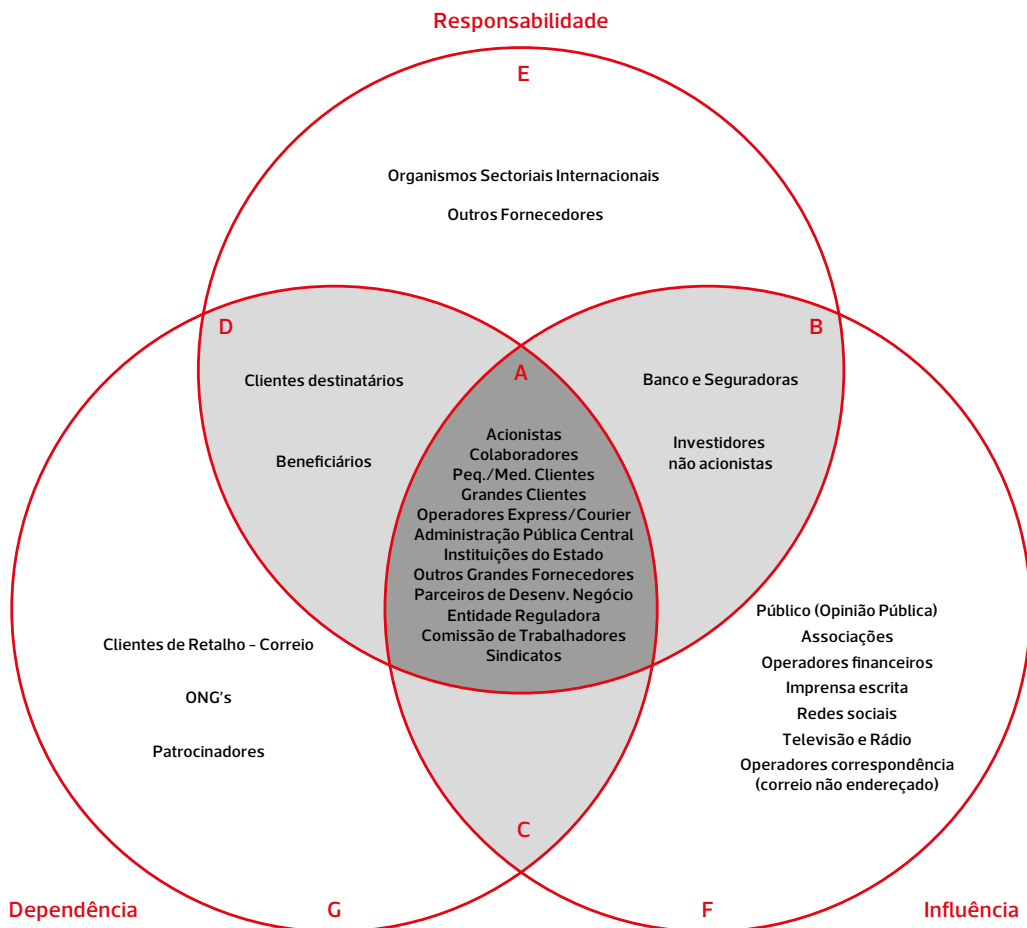 Responsabilidade
E
Organismos Sectoriais Internacionais
Outros Fornecedores
D
B
A
Clientes destinatários
Beneficiários
Banco e Seguradoras
Investidores
não acionistas
Acionistas
Colaboradores
Peq./Med. Clientes
Grandes Clientes
Operadores Express/Courier
Administração Pública Central
Instituições do Estado
Outros Grandes Fornecedores
Parceiros de Desenv. Negócio
Entidade Reguladora
Comissão de Trabalhadores
Sindicatos
Clientes de Retalho - Correio
ONG's
Patrocinadores
Público (Opinião Pública)
Associações
Operadores financeiros
Imprensa escrita
Redes sociais
Televisão e Rádio
Operadores correspondência
(correio não endereçado)
C
Dependência
G
F
Influência